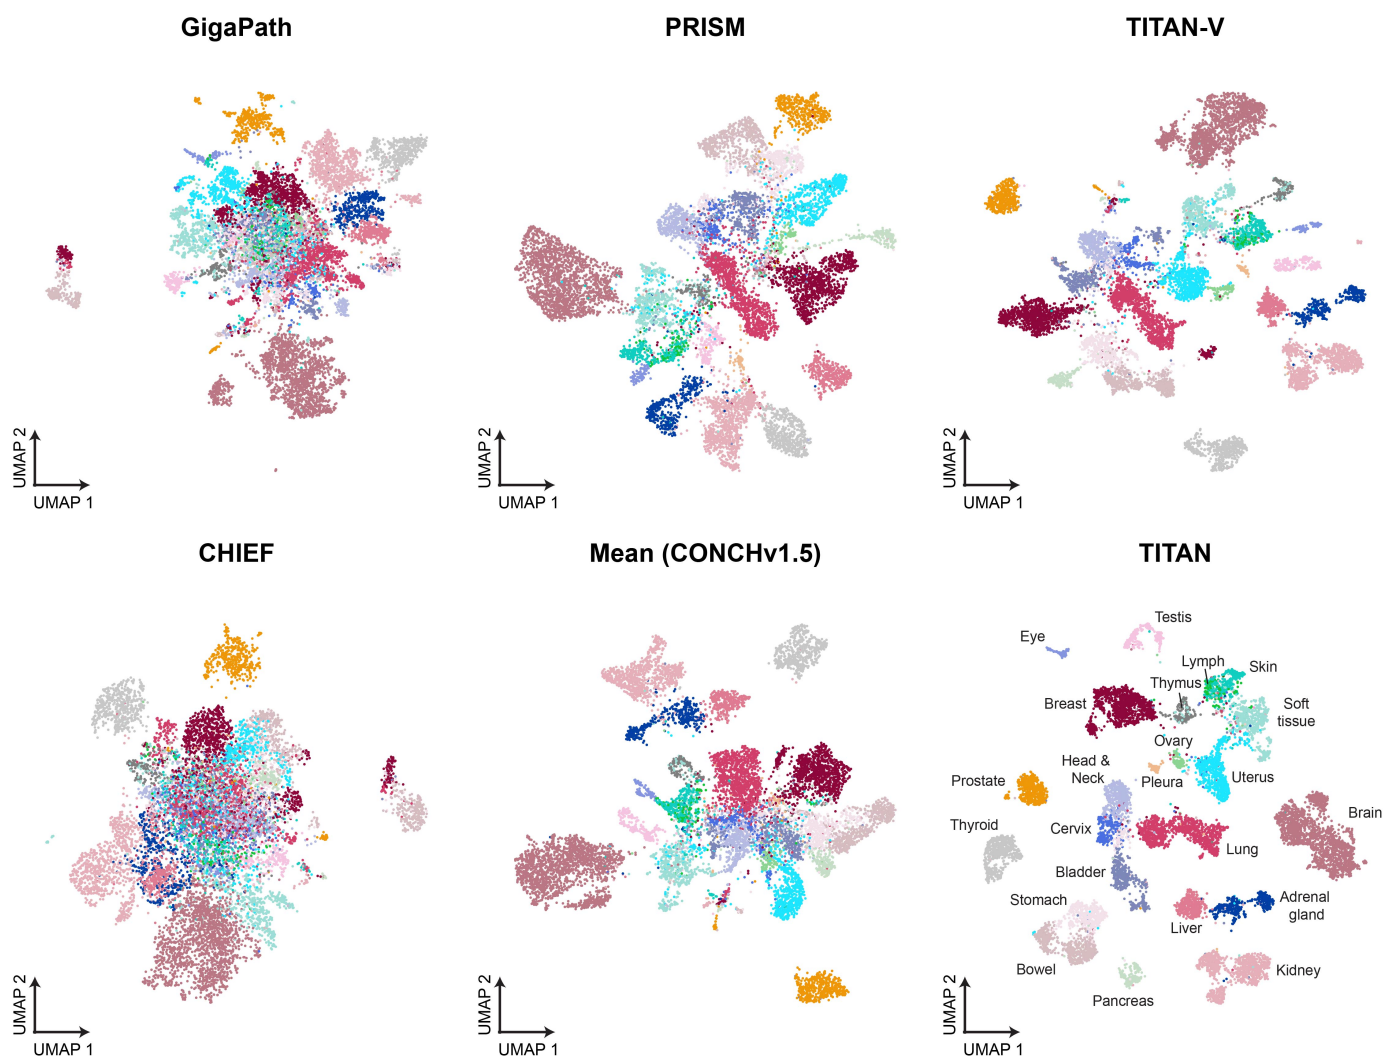 GigaPath
PRISM
TITAN-V
UMAP 2
UMAP 1
UMAP 2
UMAP 1
UMAP 2
UMAP 1
CHIEF
Mean (CONCHv1.5)
TITAN
UMAP 2
UMAP 1
UMAP 2
UMAP 1
UMAP 2
UMAP 1
Testis
Eye
Lymph
Skin
Thymus
Breast
Soft
tissue
Ovary
Head &
Neck
Pleura
Uterus
Prostate
Brain
Thyroid
Cervix
Lung
Bladder
Stomach
Adrenal
gland
Liver
Bowel
Kidney
Pancreas